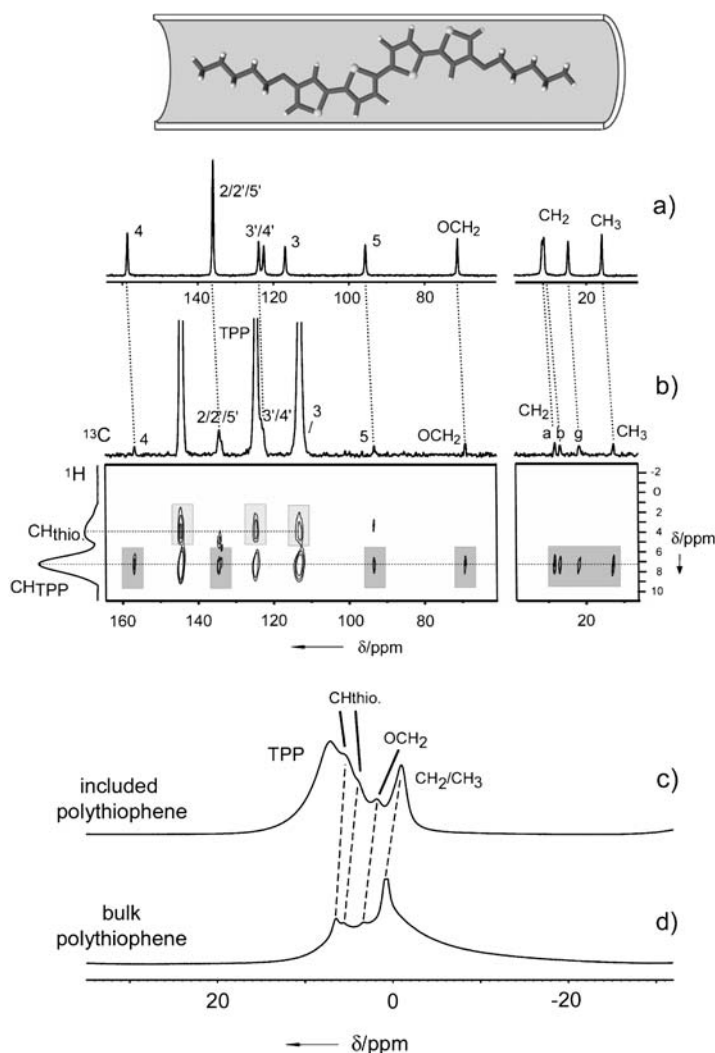 a)
4
2/2'/5'
3'/4'
3
5
OCH2
CH2
CH3
140 120 100 80 20
TPP
b)
13C
4
2/2'/5'
3'/4'
3
5
OCH2
CH2
a b g
CH3
1H
CHthio.
CHTPP
-2
0
2
4
6
8
10
δ/ppm
160 140 120 100 80 20
δ/ppm
CHthio.
TPP
OCH2
CH2/CH3
c)
included
polythiophene
bulk
polythiophene
d)
20 0 -20
δ/ppm